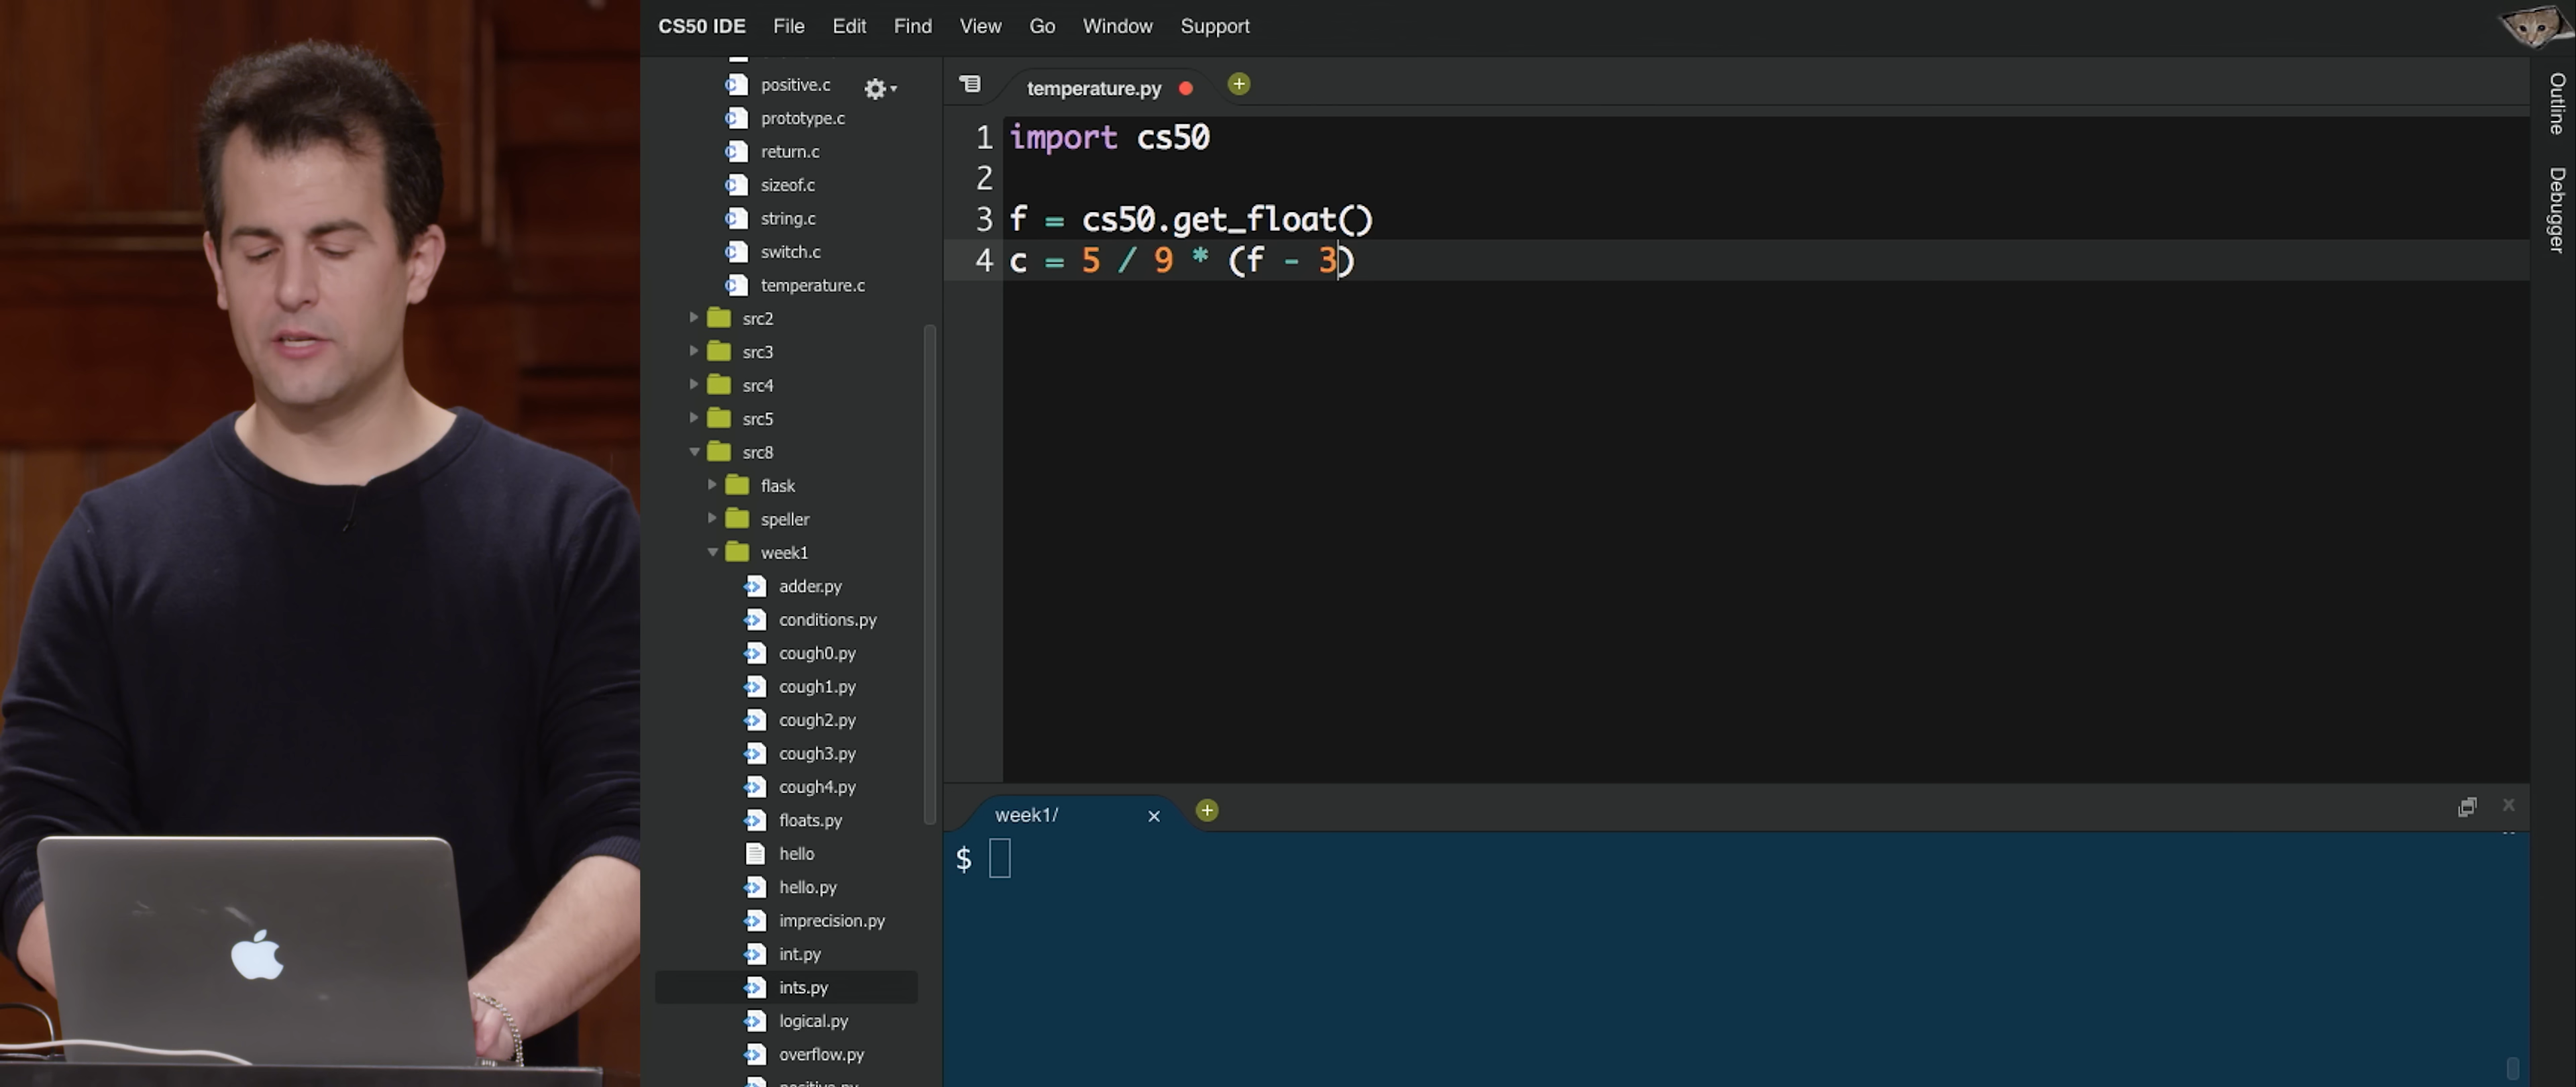 CS50 IDE File Edit Find View Go Window Support
positive.c
prototype.c
return.c
sizeof.c
string.c
switch.c
temperature.c
src2
src3
src4
src5
src8
flask
speller
week1
adder.py
conditions.py
cough0.py
cough1.py
cough2.py
cough3.py
cough4.py
floats.py
hello
hello.py
imprecision.py
int.py
ints.py
logical.py
overflow.py
positive.py
temperature.py
1 import cs50
2
3 f = cs50.get_float()
4 c = 5 / 9 * (f - 3)
week1/
$
Outline
Debugger